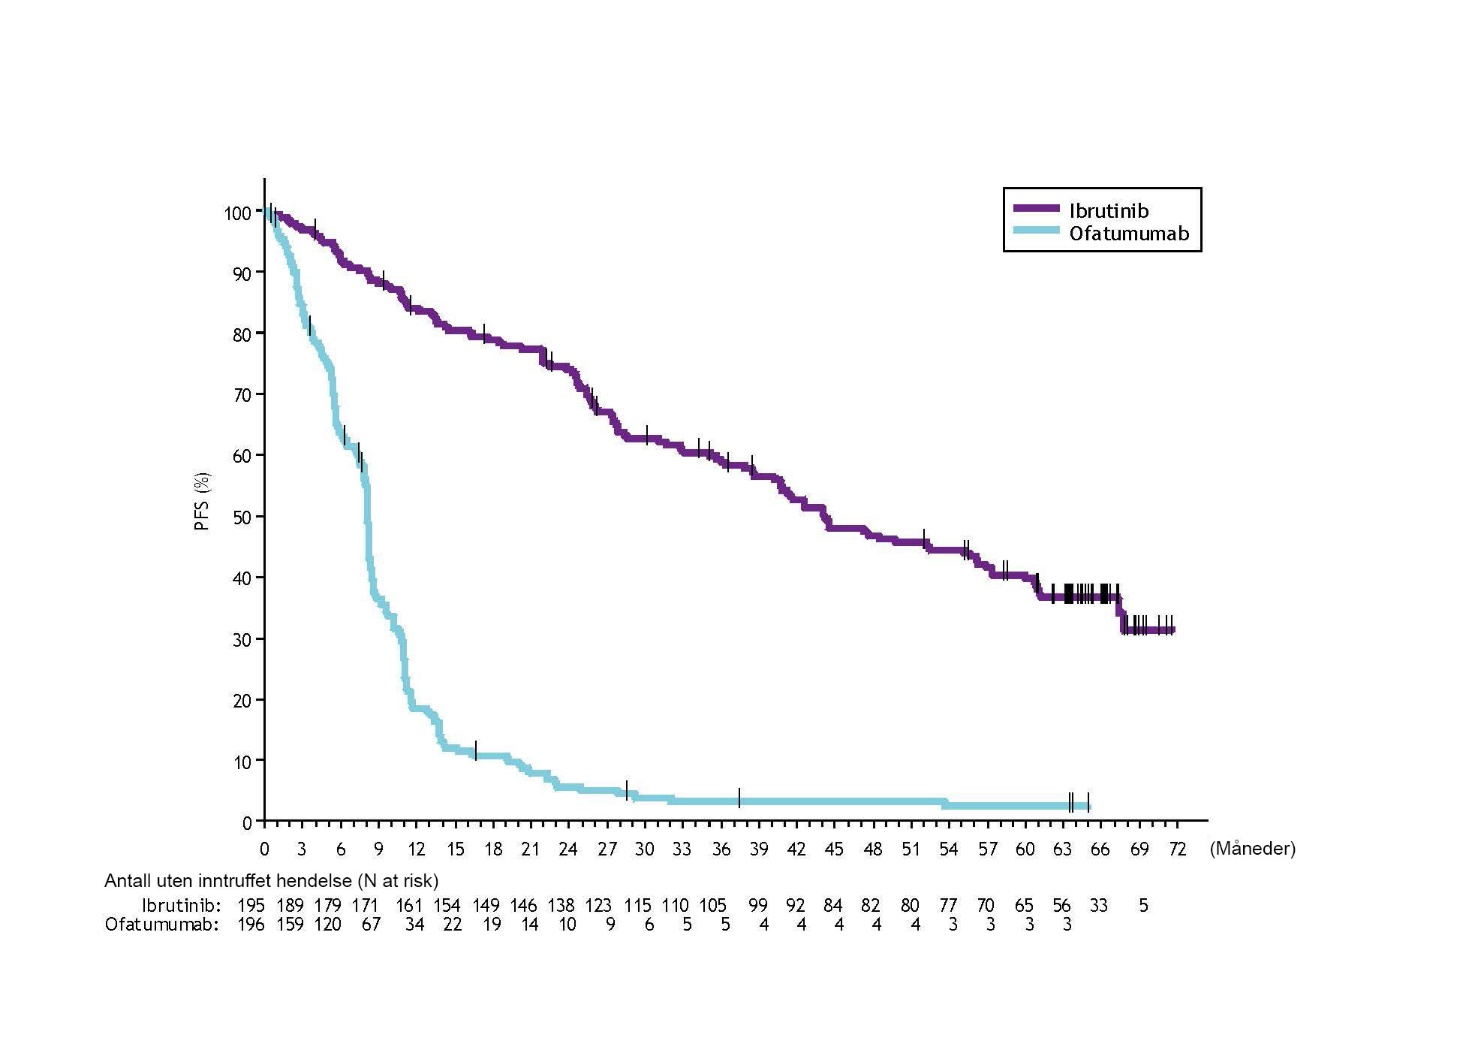 Ibrutinib
Ofatumumab
100
90
80
70
60
50
40
30
20
10
0
PFS (%)
0 3 6 9 12 15 18 21 24 27 30 33 36 39 42 45 48 51 54 57 60 63 66 69 72 (Måneder)
Antall uten inntruffet hendelse (N at risk)
Ibrutinib: 195 189 179 171 161 154 149 146 138 123 115 110 105 99 92 84 82 80 77 70 65 56 33 5
Ofatumumab: 196 159 120 67 34 22 19 14 10 9 6 5 5 4 4 4 4 4 3 3 3 3